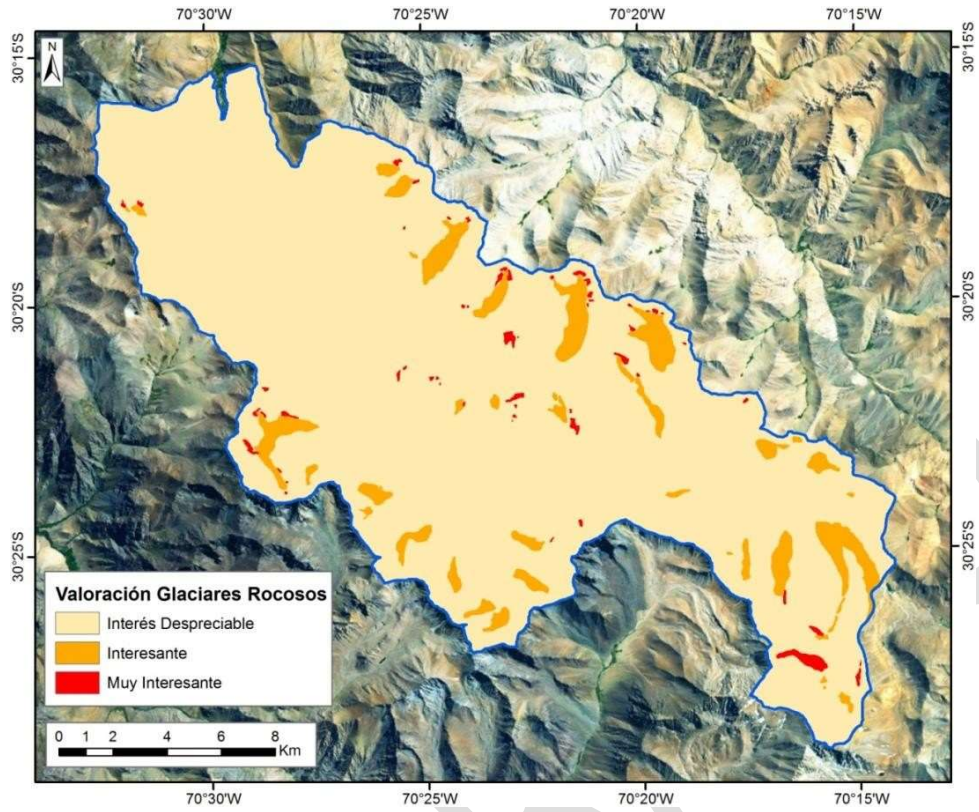 70°30'W 70°25'W 70°20'W 70°15'W
30°15'S 30°15'S
N
30°20'S 30°20'S
30°25'S 30°25'S
Valoración Glaciares Rocosos
Interés Despreciable
Interesante
Muy Interesante
0 1 2 4 6 8
Km
70°30'W 70°25'W 70°20'W 70°15'W